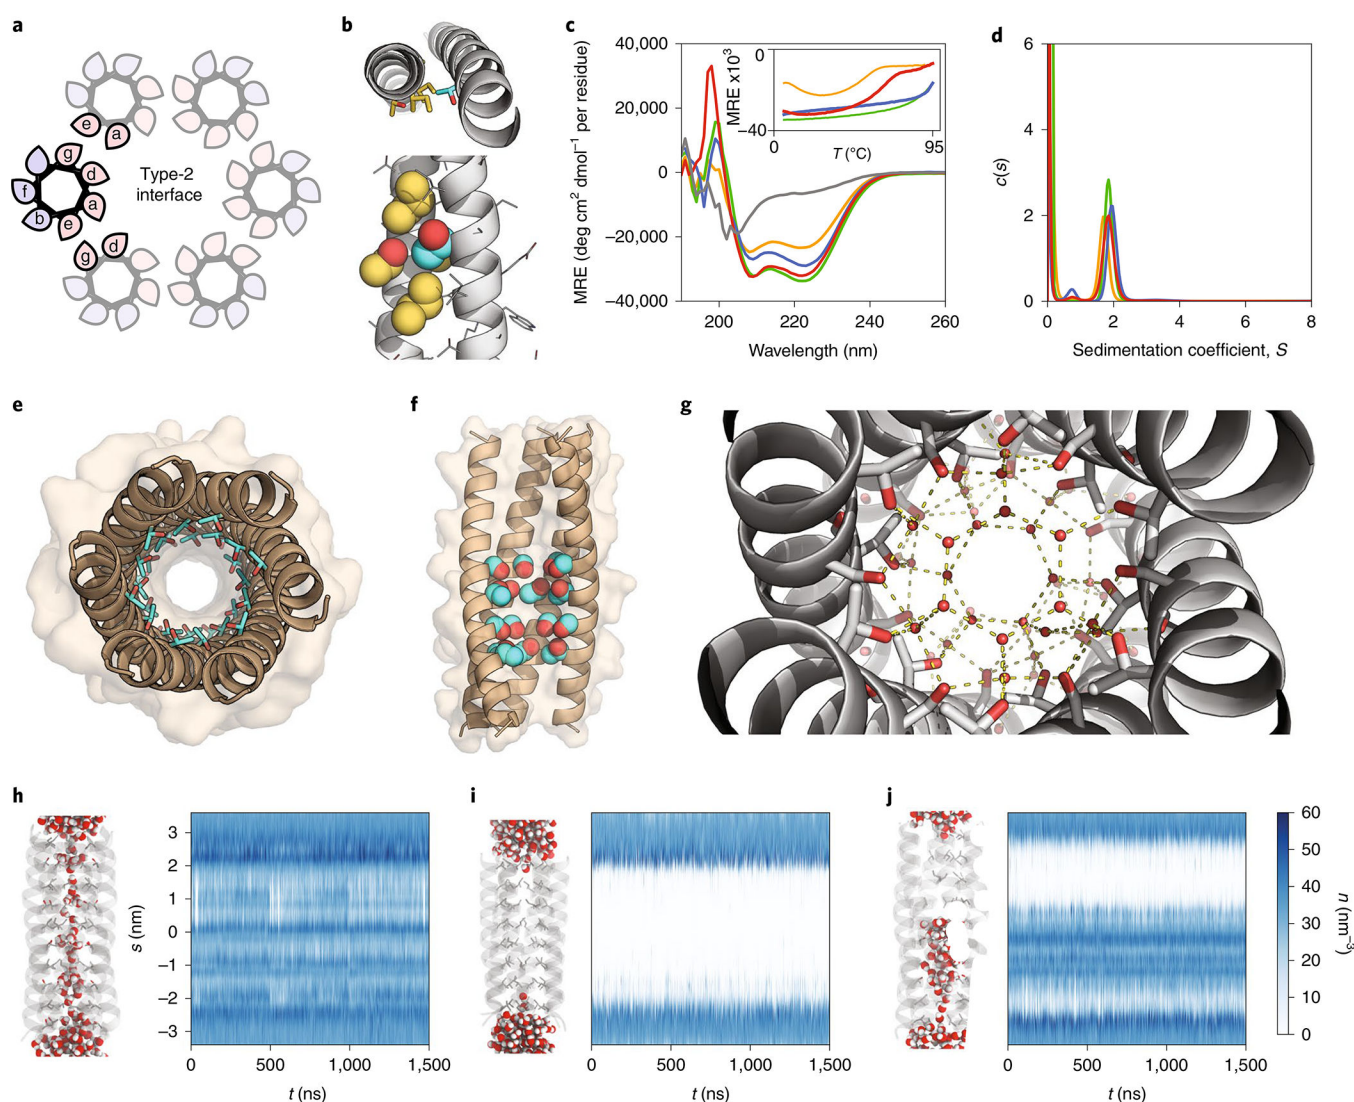 a
e
a
g
d
f
a
b
e
g
d
Type-2
interface
b
c
MRE (deg cm² dmol⁻¹ per residue)
40,000
20,000
0
−20,000
−40,000
200
220
240
260
Wavelength (nm)
MRE x10³
0
−40
10
95
T (°C)
d
c(s)
6
4
2
0
0
2
4
6
8
Sedimentation coefficient, S
e
f
g
h
s (nm)
3
2
1
0
−1
−2
−3
0
500
1,000
1,500
t (ns)
i
0
500
1,000
1,500
t (ns)
j
0
500
1,000
1,500
t (ns)
60
50
40
30
20
10
0
n (nm⁻³)